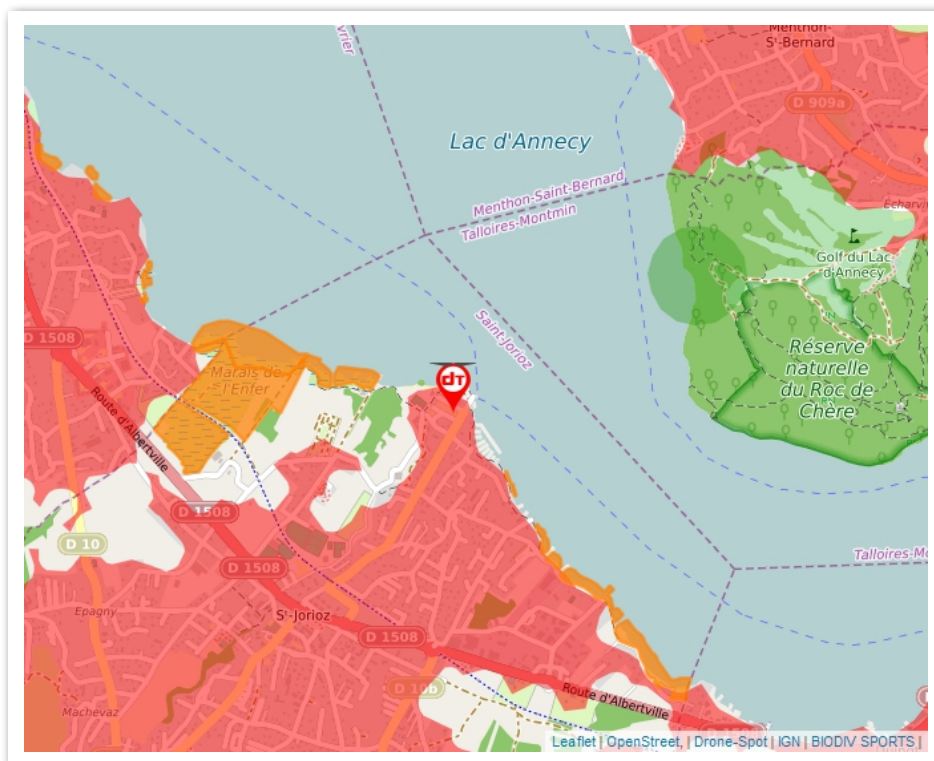 Menthon-
St-Bernard
D 909a
Lac d'Annecy
Menthon-Saint-Bernard
Talloires-Montmin
Golf du Lac
d'Annecy
Saint-Jorioz
Réserve
naturelle
du Roc de
Chère
D 1508
Marais de
l'Enfer
dT
Route d'Albertville
D 1508
D 10
D 1508
Talloires-Mo
Epagny
St-Jorioz
D 1508
D 10b
Route d'Albertville
Machevaz
Leaflet | OpenStreet, | Drone-Spot | IGN | BIODIV SPORTS |